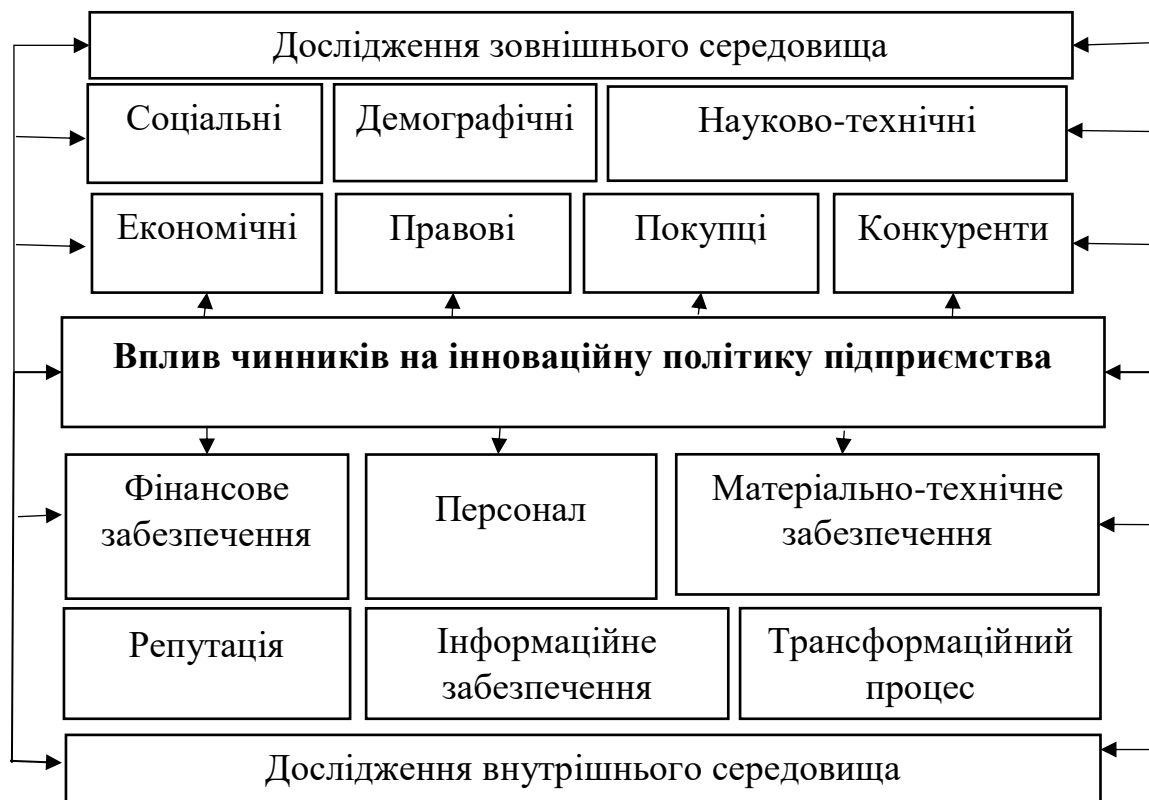 Дослідження зовнішнього середовища
Соціальні
Демографічні
Науково-технічні
Економічні
Правові
Покупці
Конкуренти
Вплив чинників на інноваційну політику підприємства
Фінансове
забезпечення
Персонал
Матеріально-технічне
забезпечення
Репутація
Інформаційне
забезпечення
Трансформаційний
процес
Дослідження внутрішнього середовища